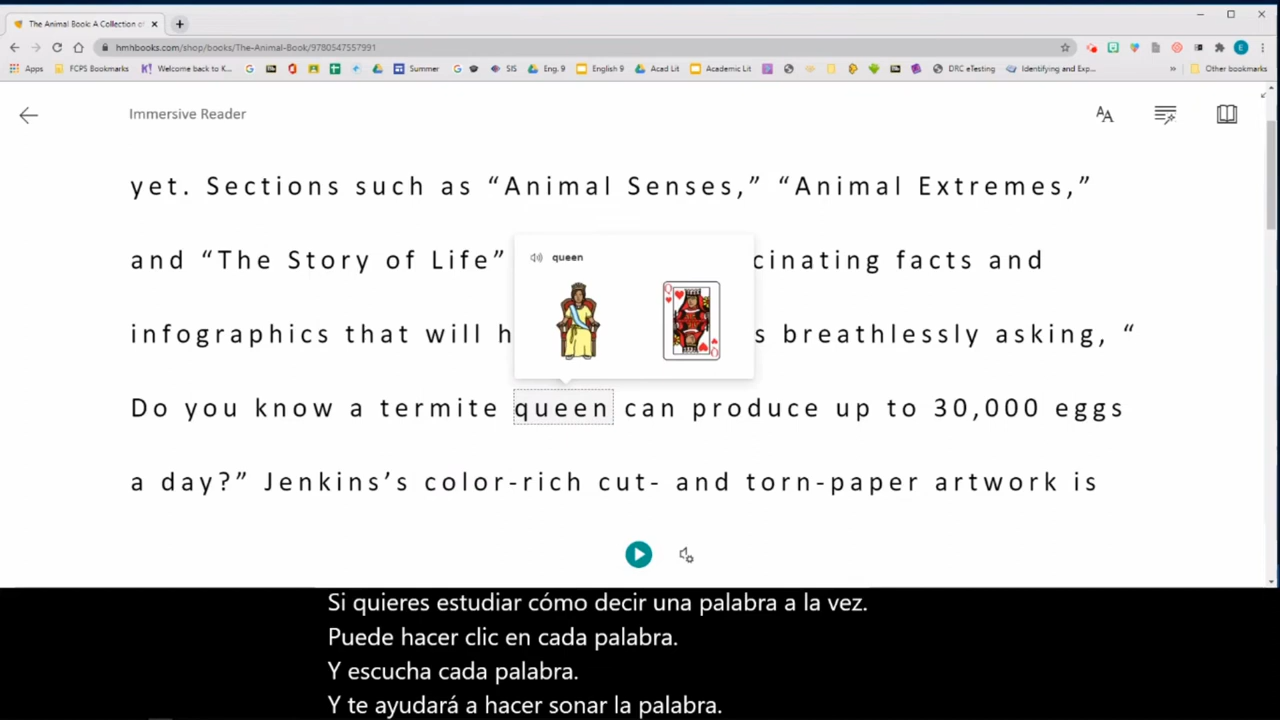 The Animal Book: A Collection of
hmhbooks.com/shop/books/The-Animal-Book/9780547557991
E
Apps FCPS Bookmarks Welcome back to K... Summer SIS Eng. 9 English 9 Acad Lit Academic Lit DRC eTesting Identifying and Exp... » Other bookmarks
Immersive Reader
yet. Sections such as “Animal Senses,” “Animal Extremes,”
and “The Story of Life” cinating facts and
queen
infographics that will h s breathlessly asking, “
Do you know a termite queen can produce up to 30,000 eggs
a day?” Jenkins’s color-rich cut- and torn-paper artwork is
Si quieres estudiar cómo decir una palabra a la vez.
Puede hacer clic en cada palabra.
Y escucha cada palabra.
Y te ayudará a hacer sonar la palabra.